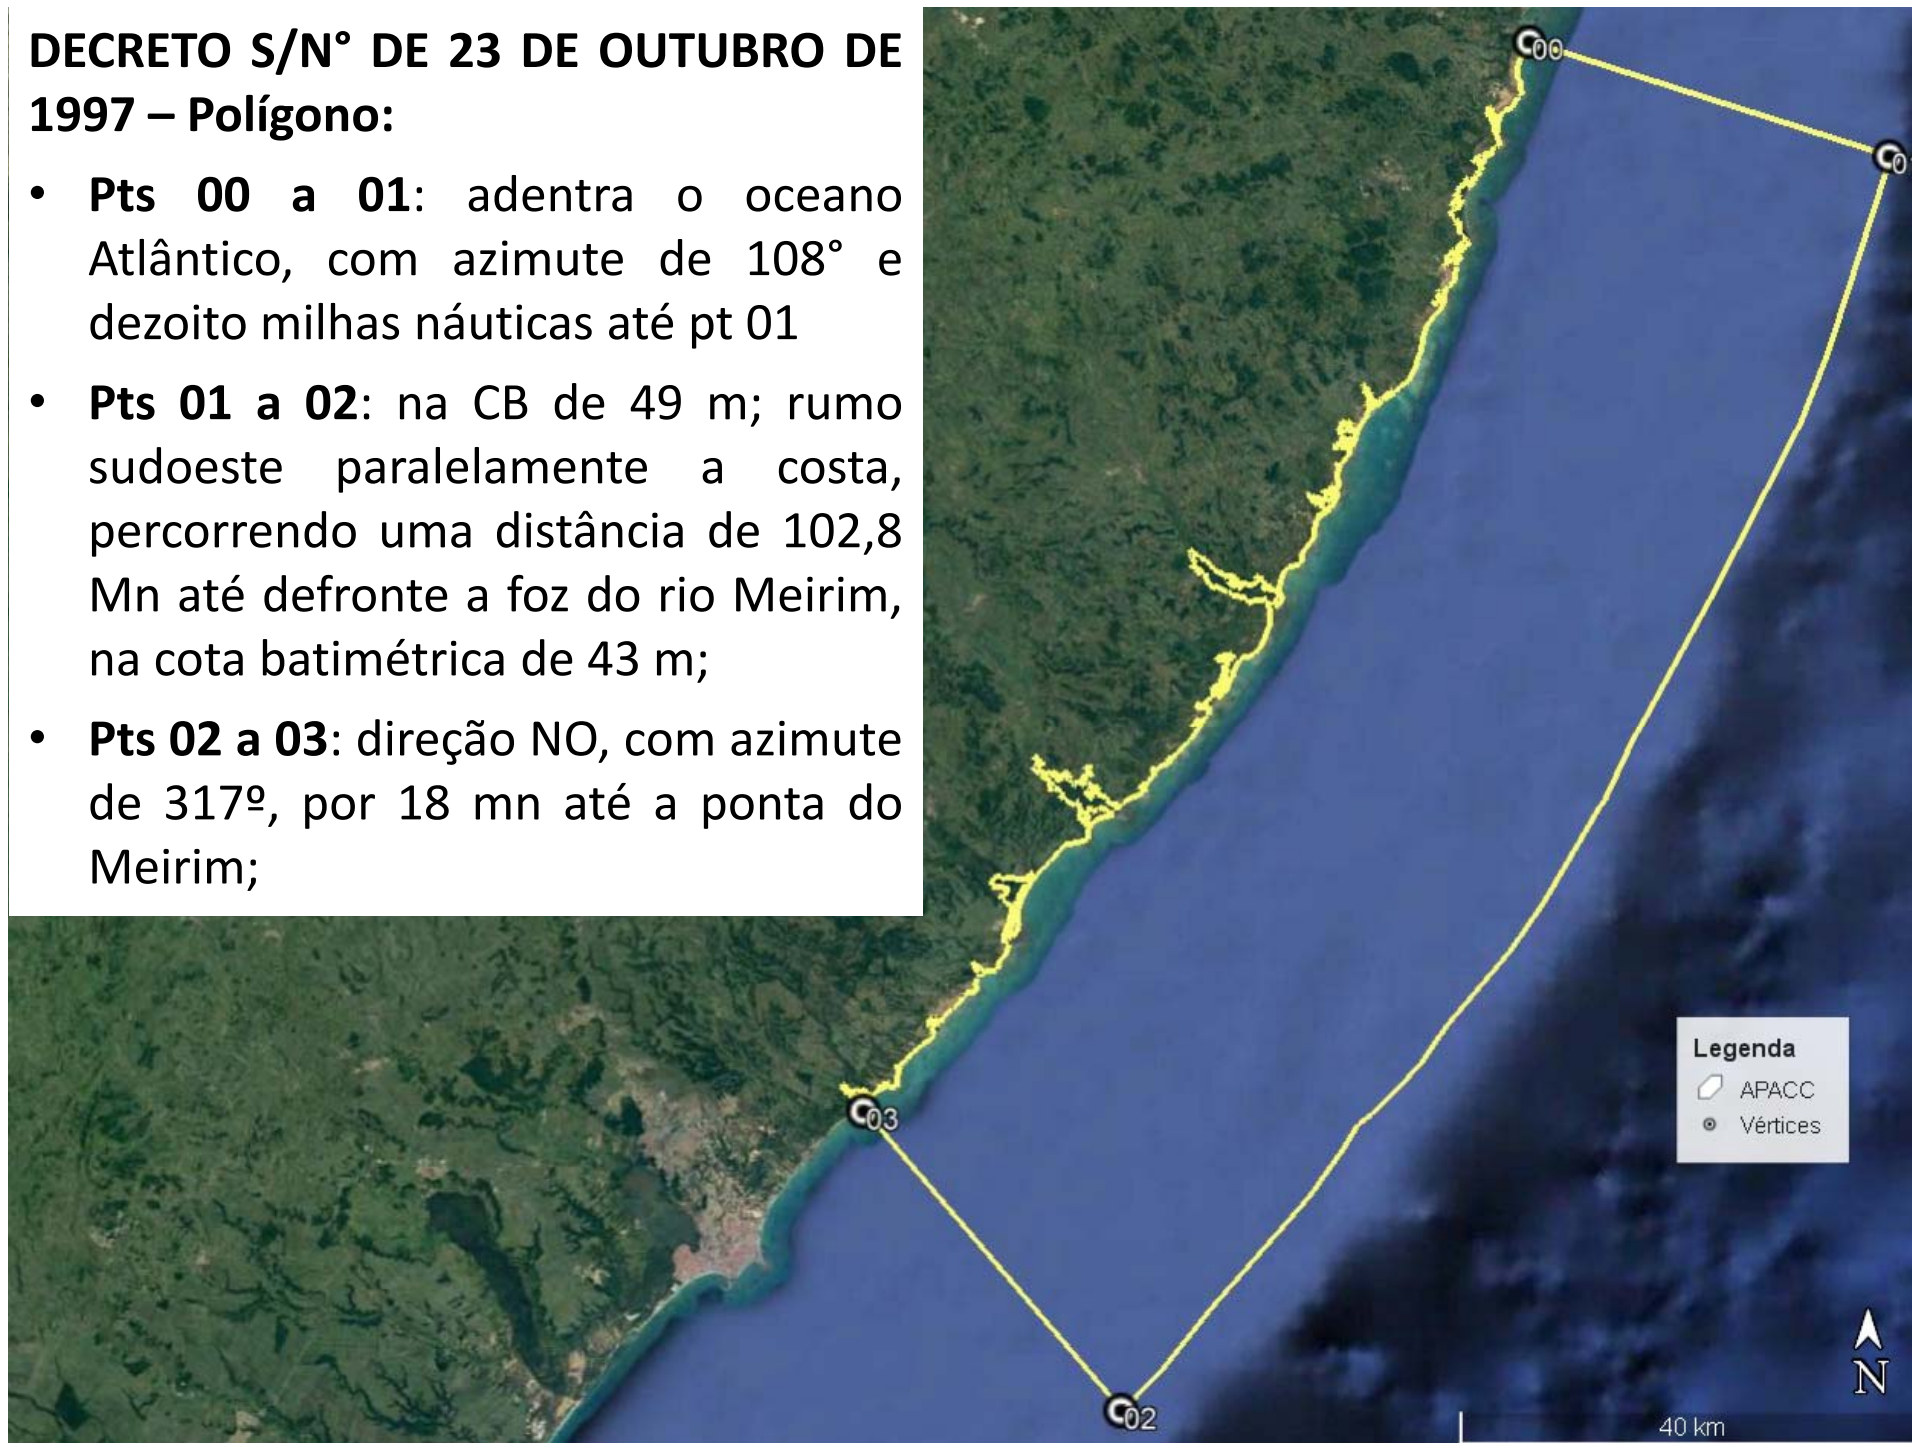 DECRETO S/N° DE 23 DE OUTUBRO DE
1997 – Polígono:
• Pts 00 a 01: adentra o oceano
Atlântico, com azimute de 108° e
dezoito milhas náuticas até pt 01
• Pts 01 a 02: na CB de 49 m; rumo
sudoeste paralelamente a costa,
percorrendo uma distância de 102,8
Mn até defronte a foz do rio Meirim,
na cota batimétrica de 43 m;
• Pts 02 a 03: direção NO, com azimute
de 317º, por 18 mn até a ponta do
Meirim;
00
0
03
02
Legenda
APACC
Vértices
N
40 km